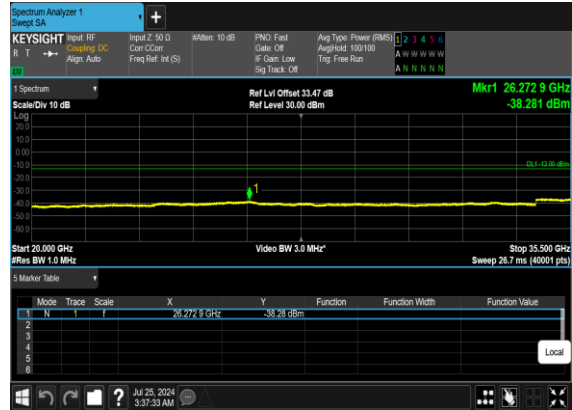 Spectrum Analyzer 1
Swept SA
+
KEYSIGHT Input: RF Input Z: 50 Ω #Atten: 10 dB PNO: Fast Avg Type: Power (RMS) 1 2 3 4 5 6
R T Coupling: DC Corr CCorr Gate: Off Avg|Hold: 100/100 A W W W W W
Align: Auto Freq Ref: Int (S) IF Gain: Low Trig: Free Run
Sig Track: Off A N N N N N
1 Spectrum Ref Lvl Offset 33.47 dB Mkr1 26.272 9 GHz
Scale/Div 10 dB Ref Level 30.00 dBm -38.281 dBm
Log
20.0
10.0
0.00
-10.0
DL1 -13.00 dBm
-20.0
-30.0
1
-40.0
-50.0
-60.0
Start 20.000 GHz Video BW 3.0 MHz* Stop 35.500 GHz
#Res BW 1.0 MHz Sweep 26.7 ms (40001 pts)
5 Marker Table
Mode Trace Scale X Y Function Function Width Function Value
1 N 1 f 26.272 9 GHz -38.28 dBm
2
3
4
5
6
Local
? Jul 25, 2024
3:37:33 AM